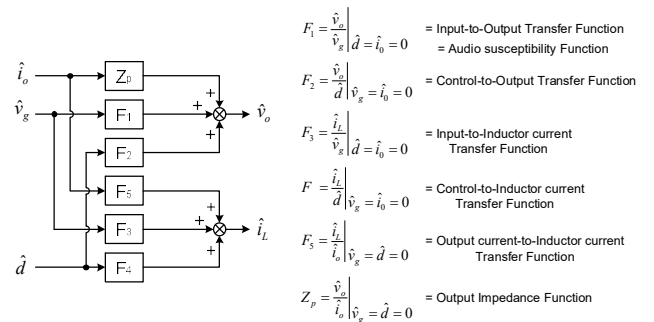 î_o
v̂_g
d̂
Z_p
F_1
F_2
F_5
F_3
F_4
+
+
+
+
+
+
v̂_o
î_L
F_1 = v̂_o / v̂_g | d̂ = î_0 = 0 = Input-to-Output Transfer Function
= Audio susceptibility Function
F_2 = v̂_o / d̂ | v̂_g = î_0 = 0 = Control-to-Output Transfer Function
F_3 = î_L / v̂_g | d̂ = î_0 = 0 = Input-to-Inductor current
Transfer Function
F = î_L / d̂ | v̂_g = î_0 = 0 = Control-to-Inductor current
Transfer Function
F_5 = î_L / î_o | v̂_g = d̂ = 0 = Output current-to-Inductor current
Transfer Function
Z_p = v̂_o / î_o | v̂_g = d̂ = 0 = Output Impedance Function